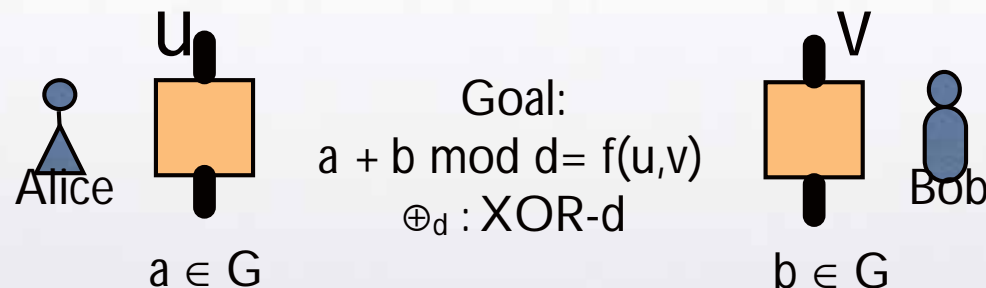 u
v
Goal:
a + b mod d= f(u,v)
⊕d : XOR-d
Alice
Bob
a ∈ G
b ∈ G